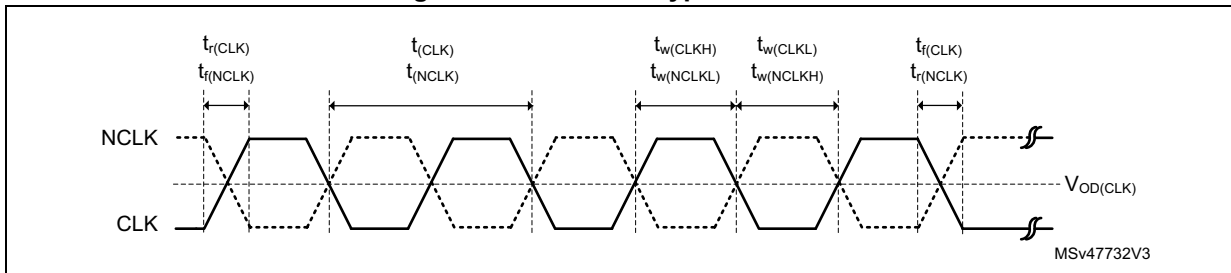 t_r(CLK) t_(CLK) t_w(CLKH) t_w(CLKL) t_f(CLK)
t_f(NCLK) t_(NCLK) t_w(NCLKL) t_w(NCLKH) t_r(NCLK)
NCLK
V_OD(CLK)
CLK
MSv47732V3